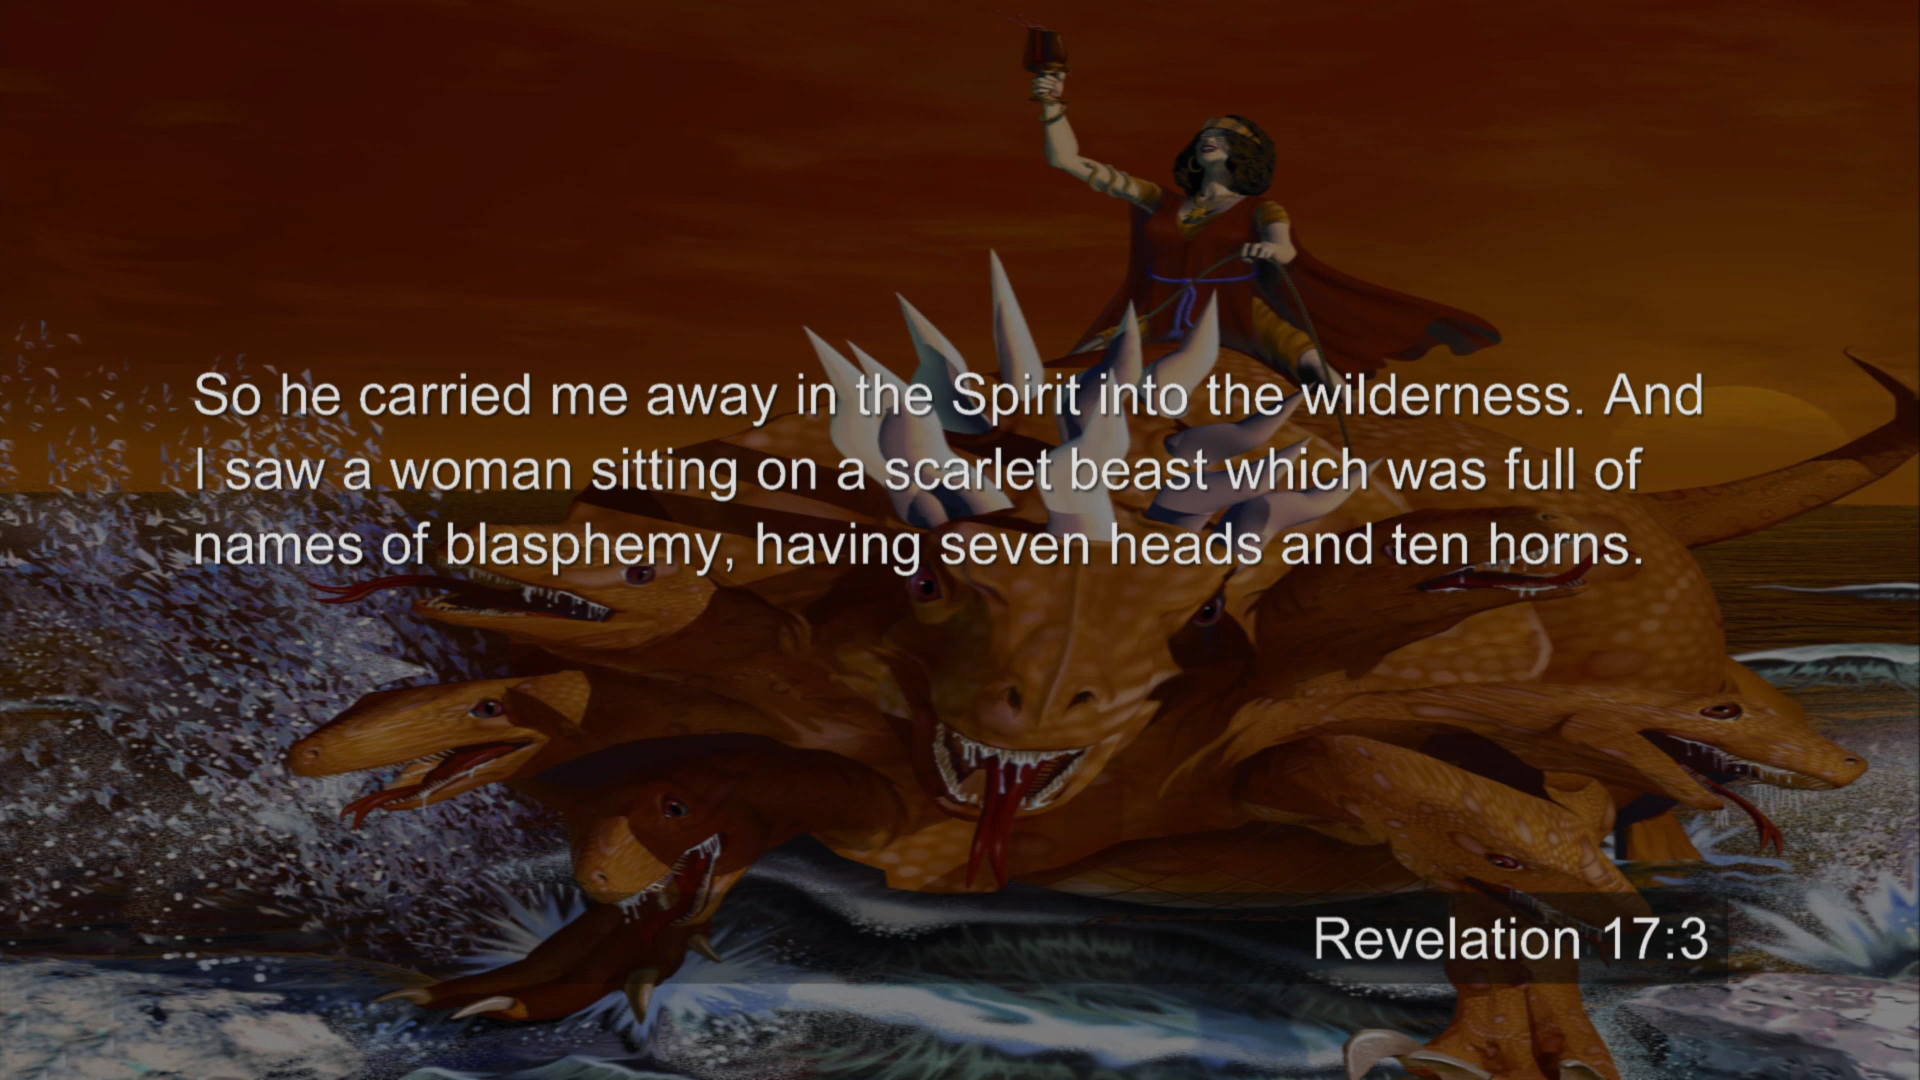 So he carried me away in the Spirit into the wilderness. And
I saw a woman sitting on a scarlet beast which was full of
names of blasphemy, having seven heads and ten horns.
Revelation 17:3